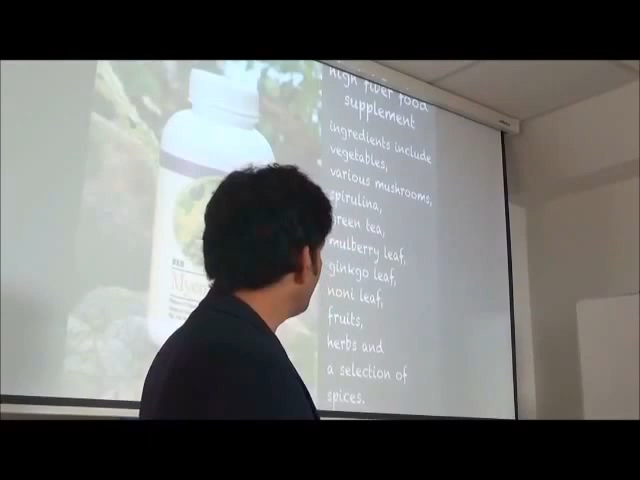 high fiber food
supplement
ingredients include
vegetables,
various mushrooms,
spirulina,
green tea,
mulberry leaf,
ginkgo leaf,
noni leaf,
fruits,
herbs and
a selection of
spices.